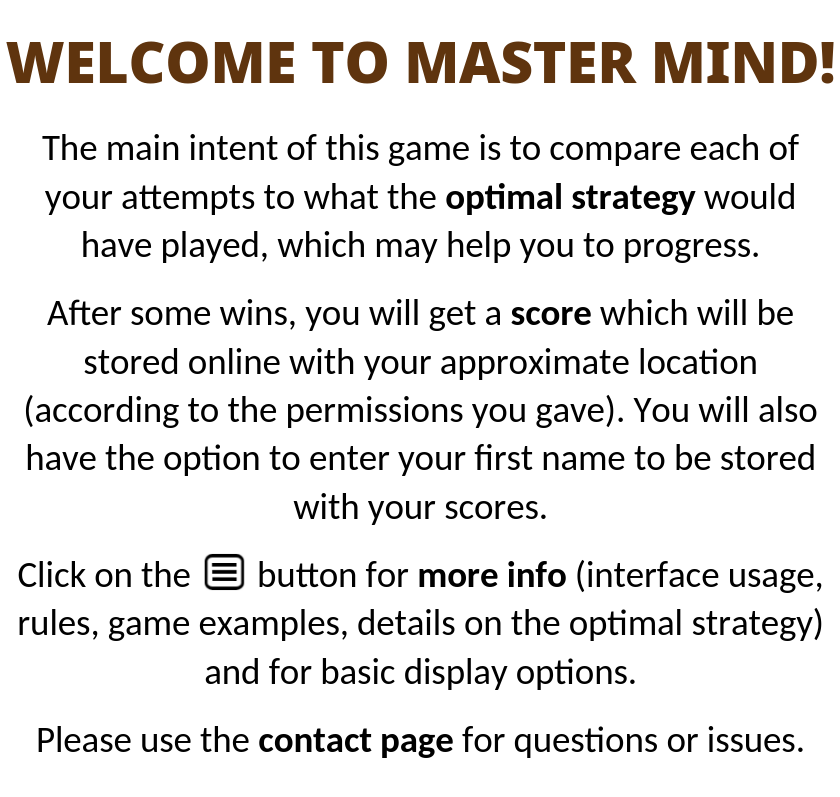 WELCOME TO MASTER MIND!
The main intent of this game is to compare each of
your attempts to what the optimal strategy would
have played, which may help you to progress.
After some wins, you will get a score which will be
stored online with your approximate location
(according to the permissions you gave). You will also
have the option to enter your first name to be stored
with your scores.
Click on the button for more info (interface usage,
rules, game examples, details on the optimal strategy)
and for basic display options.
Please use the contact page for questions or issues.